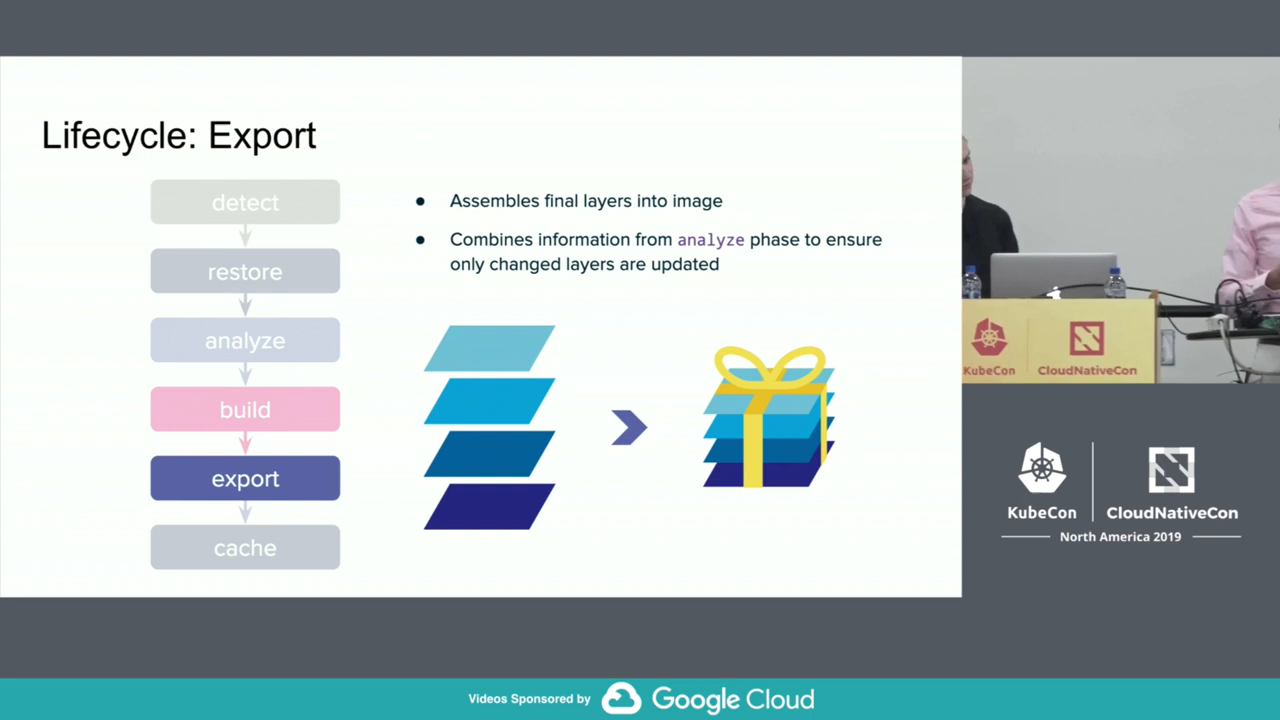 Lifecycle: Export
detect
restore
analyze
build
export
cache
● Assembles final layers into image
● Combines information from analyze phase to ensure
only changed layers are updated
KubeCon
CloudNativeCon
KubeCon
CloudNativeCon
North America 2019
Videos Sponsored by
Google Cloud